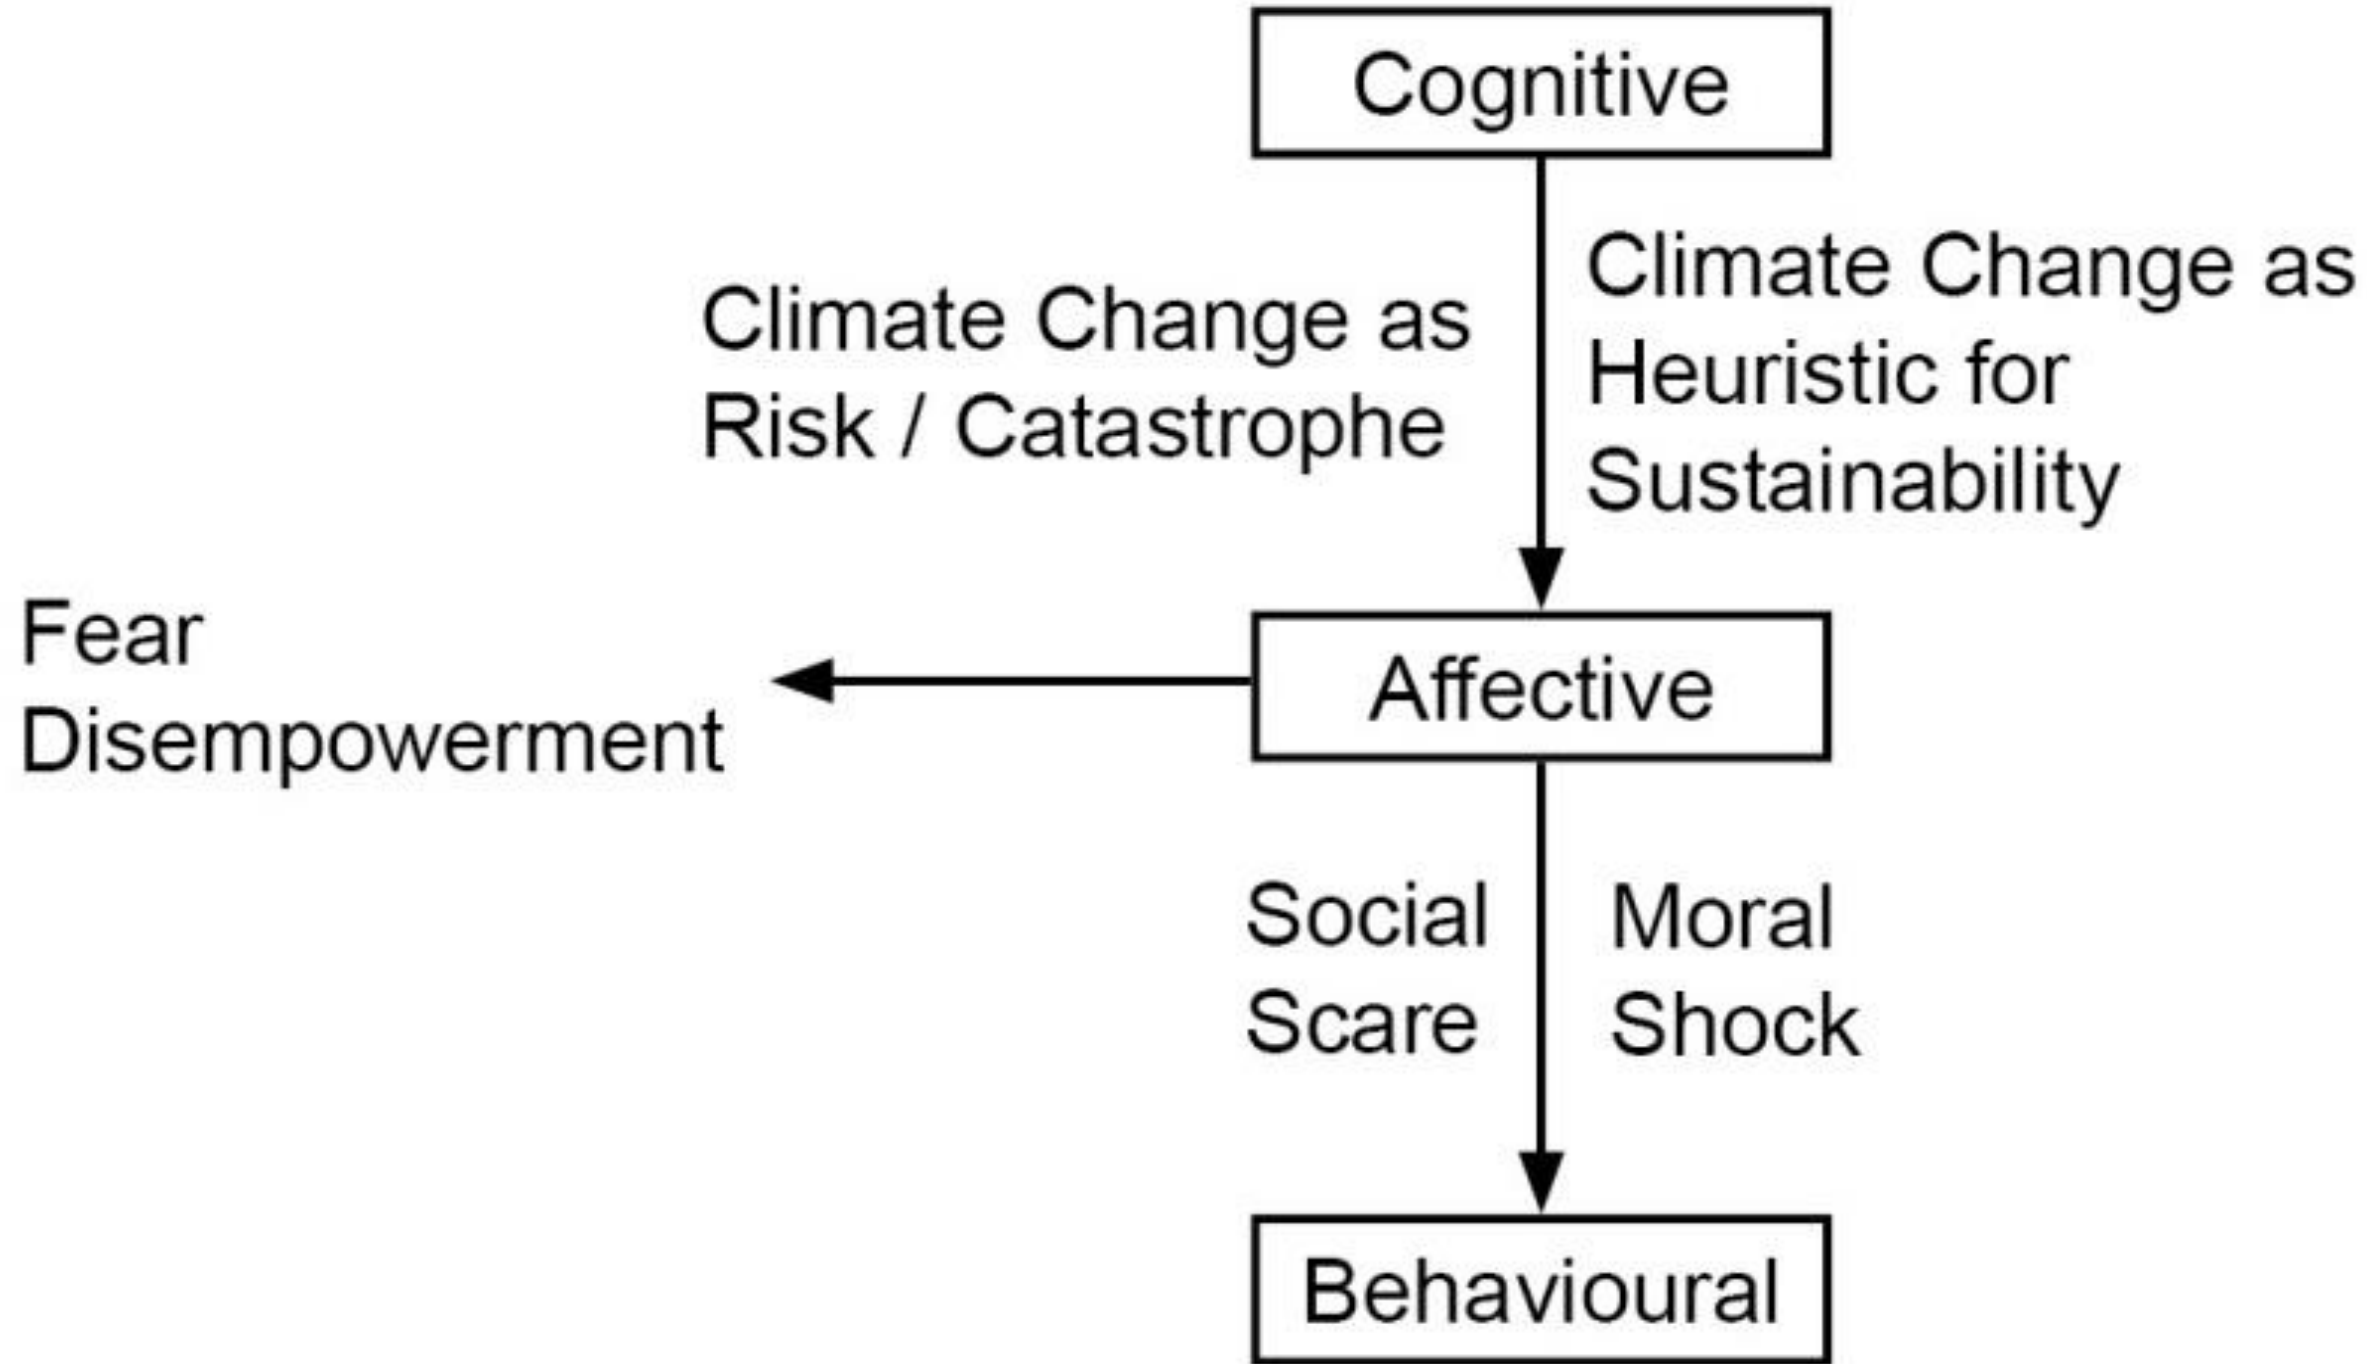 Cognitive
Climate Change as
Risk / Catastrophe
Climate Change as
Heuristic for
Sustainability
Fear
Disempowerment
Affective
Social
Scare
Moral
Shock
Behavioural